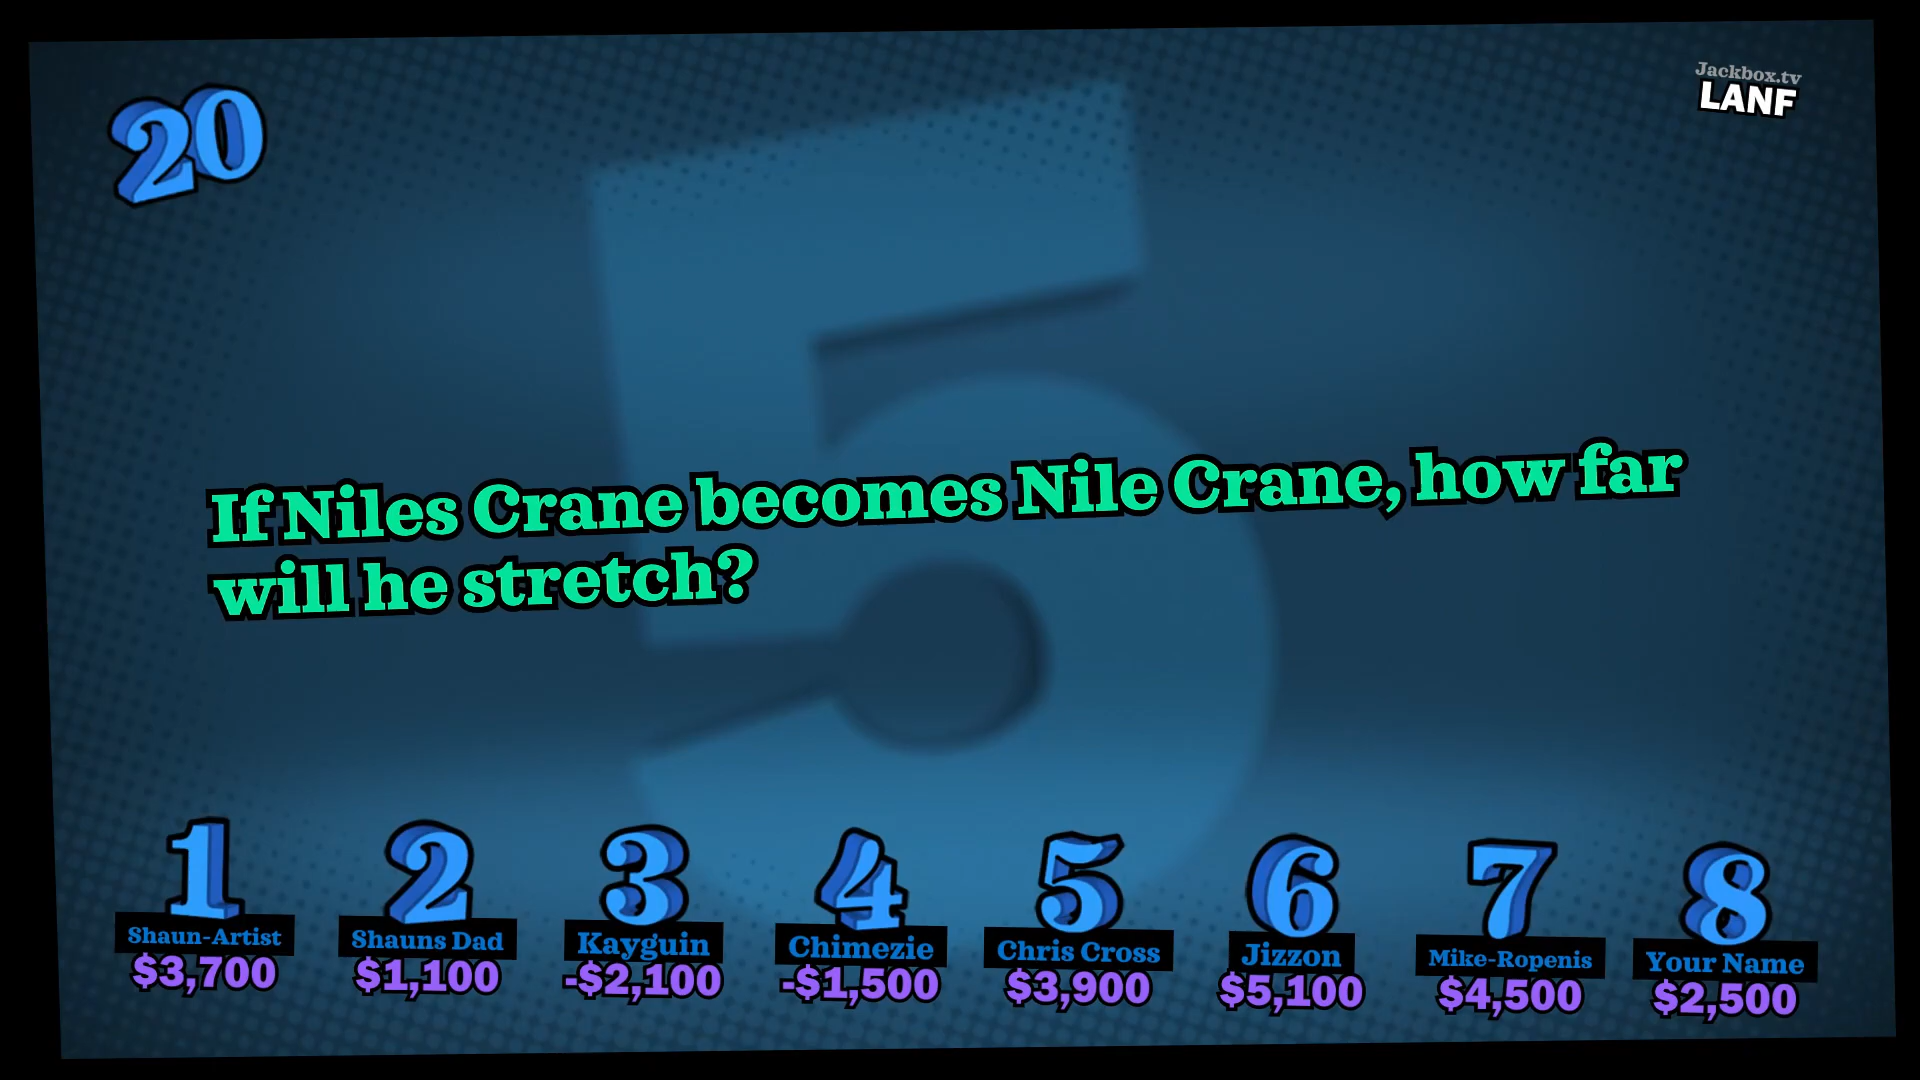 20
Jackbox.tv
LANF
If Niles Crane becomes Nile Crane, how far
will he stretch?
1
Shaun-Artist
$3,700
2
Shauns Dad
$1,100
3
Kayguin
-$2,100
4
Chimezie
-$1,500
5
Chris Cross
$3,900
6
Jizzon
$5,100
7
Mike-Ropenis
$4,500
8
Your Name
$2,500
5